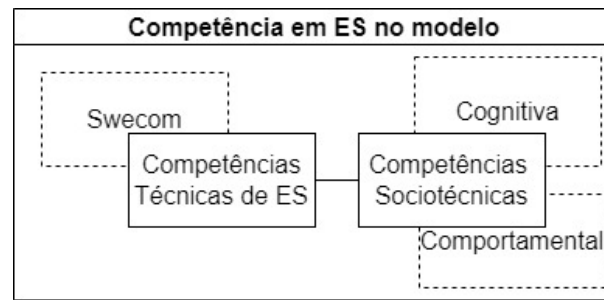 Competência em ES no modelo
Swecom
Cognitiva
Competências
Técnicas de ES
Competências
Sociotécnicas
Comportamental